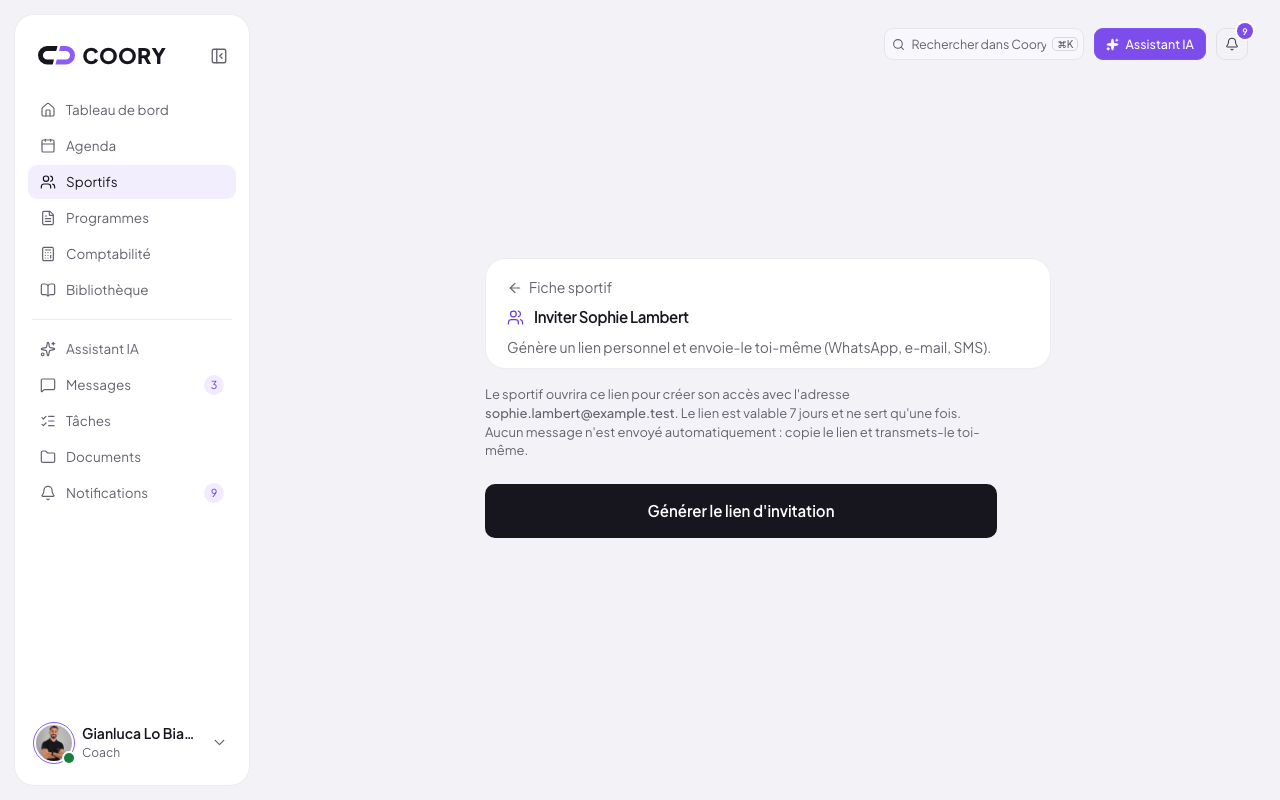 COORY
Tableau de bord
Agenda
Sportifs
Programmes
Comptabilité
Bibliothèque
Assistant IA
Messages 3
Tâches
Documents
Notifications 9
Gianluca Lo Bia...
Coach
Rechercher dans Coory ⌘K
Assistant IA
9
Fiche sportif
Inviter Sophie Lambert
Génère un lien personnel et envoie-le toi-même (WhatsApp, e-mail, SMS).
Le sportif ouvrira ce lien pour créer son accès avec l'adresse
sophie.lambert@example.test. Le lien est valable 7 jours et ne sert qu'une fois.
Aucun message n'est envoyé automatiquement : copie le lien et transmets-le toi-
même.
Générer le lien d'invitation